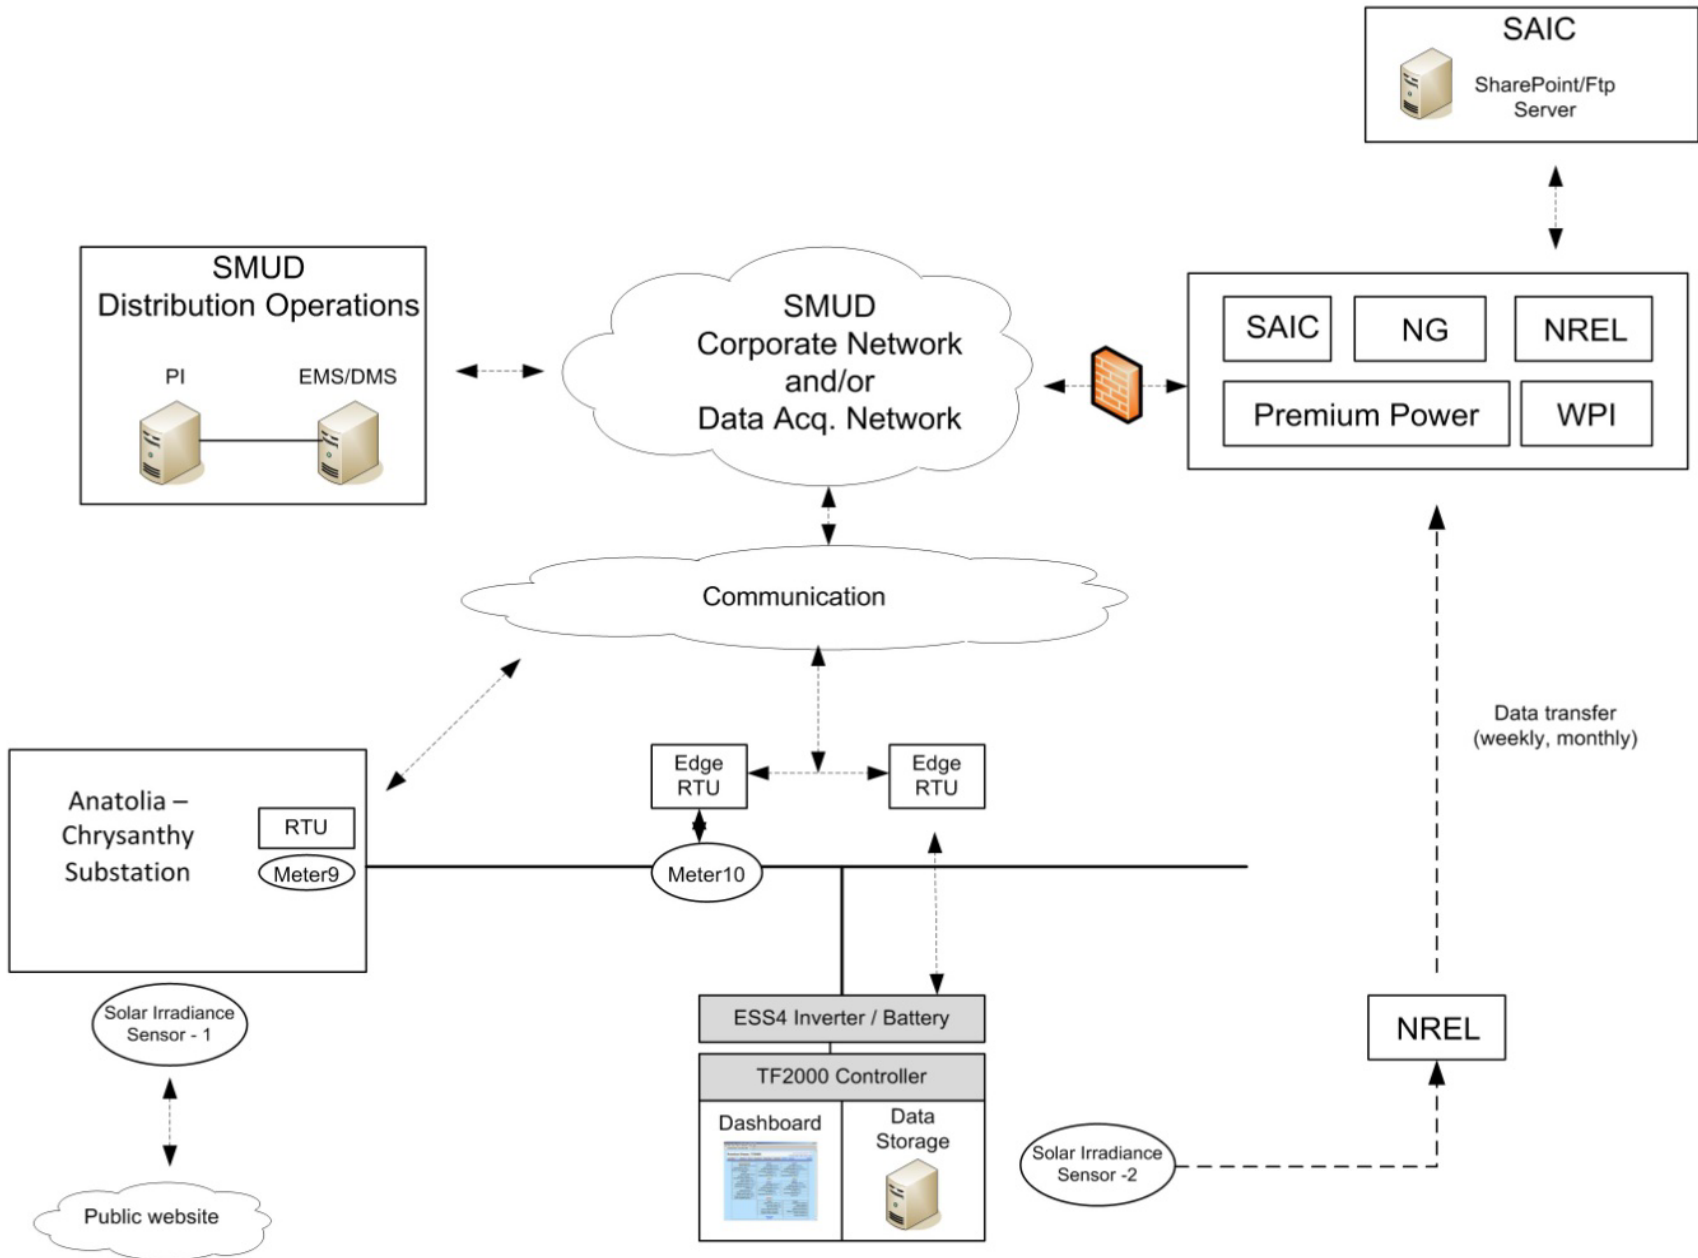 SAIC
SharePoint/Ftp
Server
SMUD
Distribution Operations
PI
EMS/DMS
SMUD
Corporate Network
and/or
Data Acq. Network
SAIC
NG
NREL
Premium Power
WPI
Communication
Data transfer
(weekly, monthly)
Anatolia –
Chrysanthy
Substation
RTU
Meter9
Edge
RTU
Edge
RTU
Meter10
Solar Irradiance
Sensor - 1
Public website
ESS4 Inverter / Battery
TF2000 Controller
Dashboard
Data
Storage
Solar Irradiance
Sensor -2
NREL